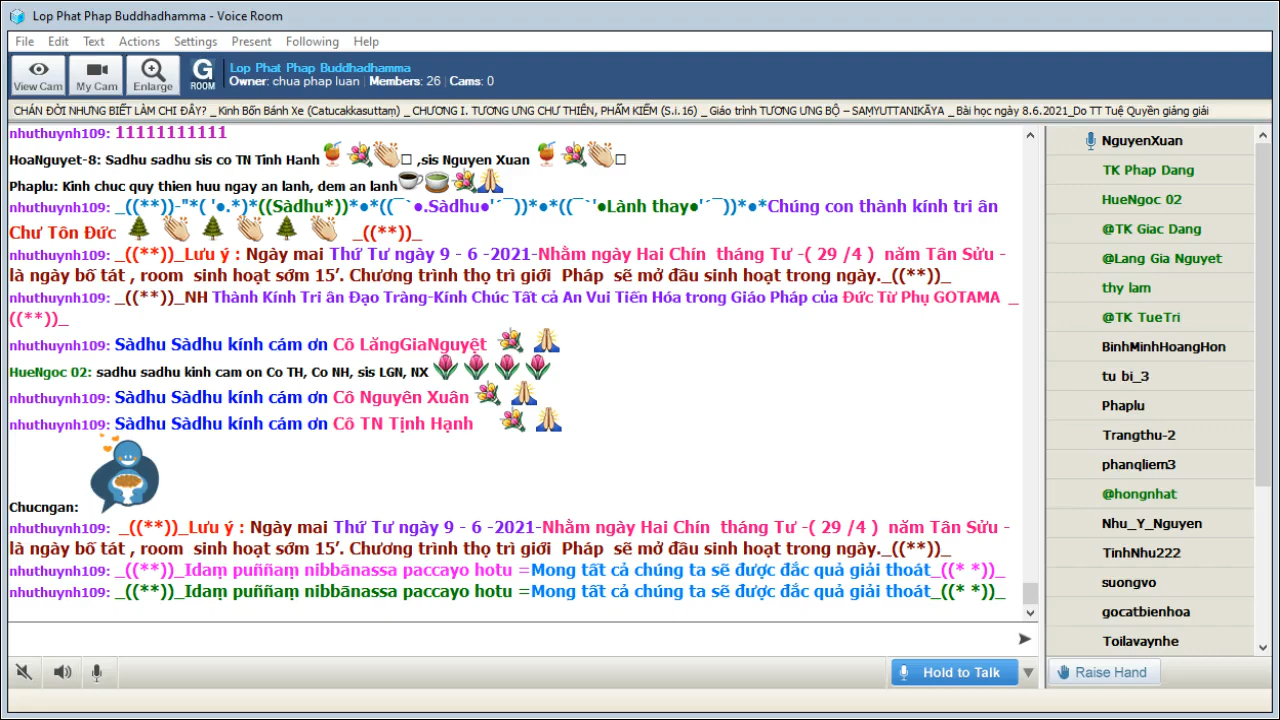 Lop Phat Phap Buddhadhamma - Voice Room
File Edit Text Actions Settings Present Following Help
View Cam My Cam Enlarge G ROOM
Lop Phat Phap Buddhadhamma
Owner: chua phap luan | Members: 26 | Cams: 0
CHÁN ĐỜI NHƯNG BIẾT LÀM CHI ĐÂY? _ Kinh Bốn Bánh Xe (Catucakkasuttaṃ) _ CHƯƠNG I. TƯƠNG ƯNG CHƯ THIÊN, PHẨM KIẾM (S.i.16) _ Giáo trình TƯƠNG ƯNG BỘ – SAṂYUTTANIKĀYA _ Bài học ngày 8.6.2021_Do TT Tuệ Quyền giảng giải
nhuthuynh109: 11111111111
HoaNguyet-8: Sadhu sadhu sis co TN Tinh Hanh ,sis Nguyen Xuan
Phaplu: Kinh chuc quy thien huu ngay an lanh, dem an lanh
nhuthuynh109: _((**))-"*( '●.*)*((Sàdhu*))*●*((¯`●.Sàdhu●'´¯))*●*((¯`'●Lành thay●'´¯))*●*Chúng con thành kính tri ân
Chư Tôn Đức _((**))_
nhuthuynh109: _((**))_Lưu ý : Ngày mai Thứ Tư ngày 9 - 6 -2021-Nhằm ngày Hai Chín tháng Tư -( 29 /4 ) năm Tân Sửu -
là ngày bố tát , room sinh hoạt sớm 15’. Chương trình thọ trì giới Pháp sẽ mở đầu sinh hoạt trong ngày._((**))_
nhuthuynh109: _((**))_NH Thành Kính Tri ân Đạo Tràng-Kính Chúc Tất cả An Vui Tiến Hóa trong Giáo Pháp của Đức Từ Phụ GOTAMA _
((**))_
nhuthuynh109: Sàdhu Sàdhu kính cám ơn Cô LăngGiaNguyệt
HueNgoc 02: sadhu sadhu kinh cam on Co TH, Co NH, sis LGN, NX
nhuthuynh109: Sàdhu Sàdhu kính cám ơn Cô Nguyên Xuân
nhuthuynh109: Sàdhu Sàdhu kính cám ơn Cô TN Tịnh Hạnh
Chucngan:
nhuthuynh109: _((**))_Lưu ý : Ngày mai Thứ Tư ngày 9 - 6 -2021-Nhằm ngày Hai Chín tháng Tư -( 29 /4 ) năm Tân Sửu -
là ngày bố tát , room sinh hoạt sớm 15’. Chương trình thọ trì giới Pháp sẽ mở đầu sinh hoạt trong ngày._((**))_
nhuthuynh109: _((**))_Idaṃ puññaṃ nibbānassa paccayo hotu =Mong tất cả chúng ta sẽ được đắc quả giải thoát_((* *))_
nhuthuynh109: _((**))_Idaṃ puññaṃ nibbānassa paccayo hotu =Mong tất cả chúng ta sẽ được đắc quả giải thoát_((* *))_
NguyenXuan
TK Phap Dang
HueNgoc 02
@TK Giac Dang
@Lang Gia Nguyet
thy lam
@TK TueTri
BinhMinhHoangHon
tu bi_3
Phaplu
Trangthu-2
phanqliem3
@hongnhat
Nhu_Y_Nguyen
TinhNhu222
suongvo
gocatbienhoa
Toilavaynhe
Hold to Talk
Raise Hand